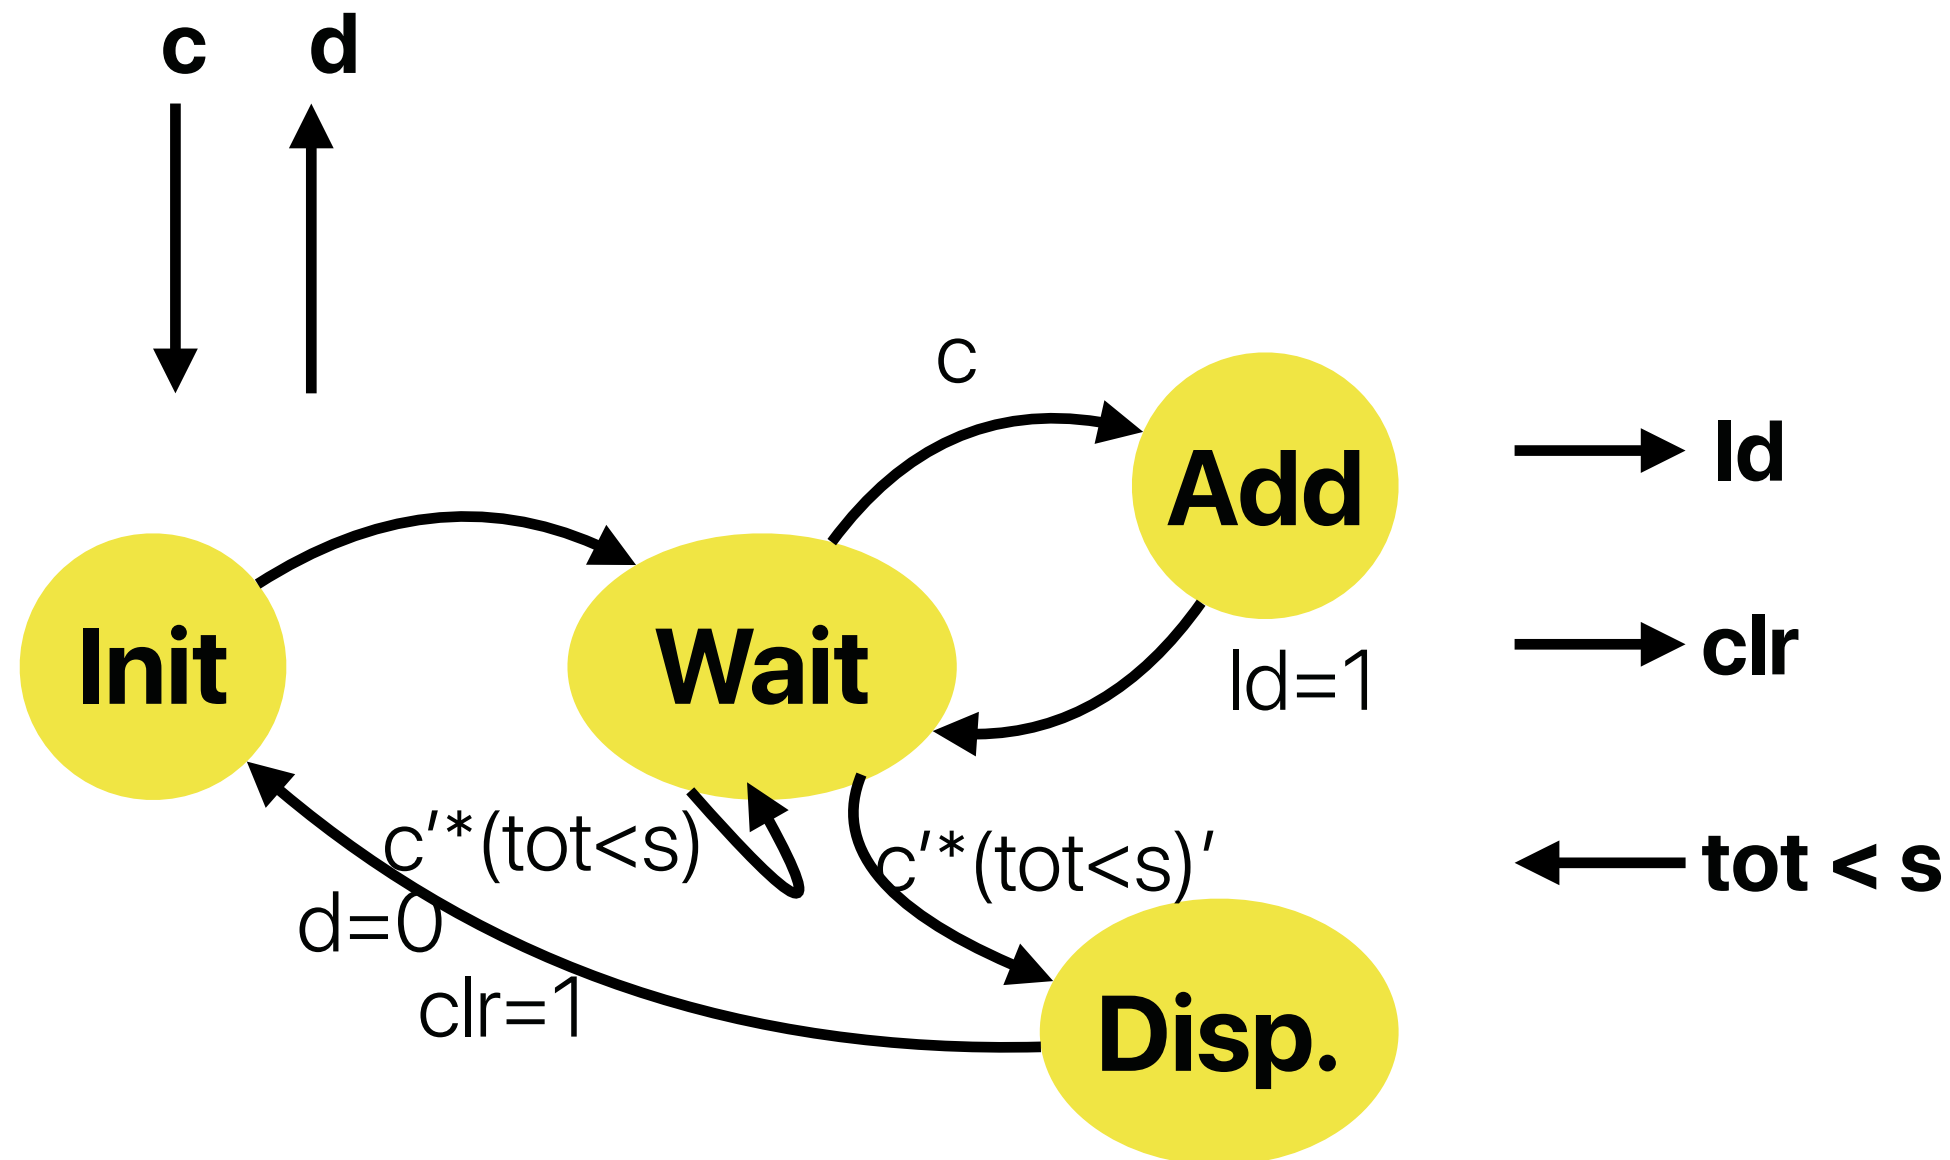 c d
c
Add
ld
Init
Wait
ld=1
clr
c'*(tot<s)
c'*(tot<s)'
tot < s
d=0
clr=1
Disp.